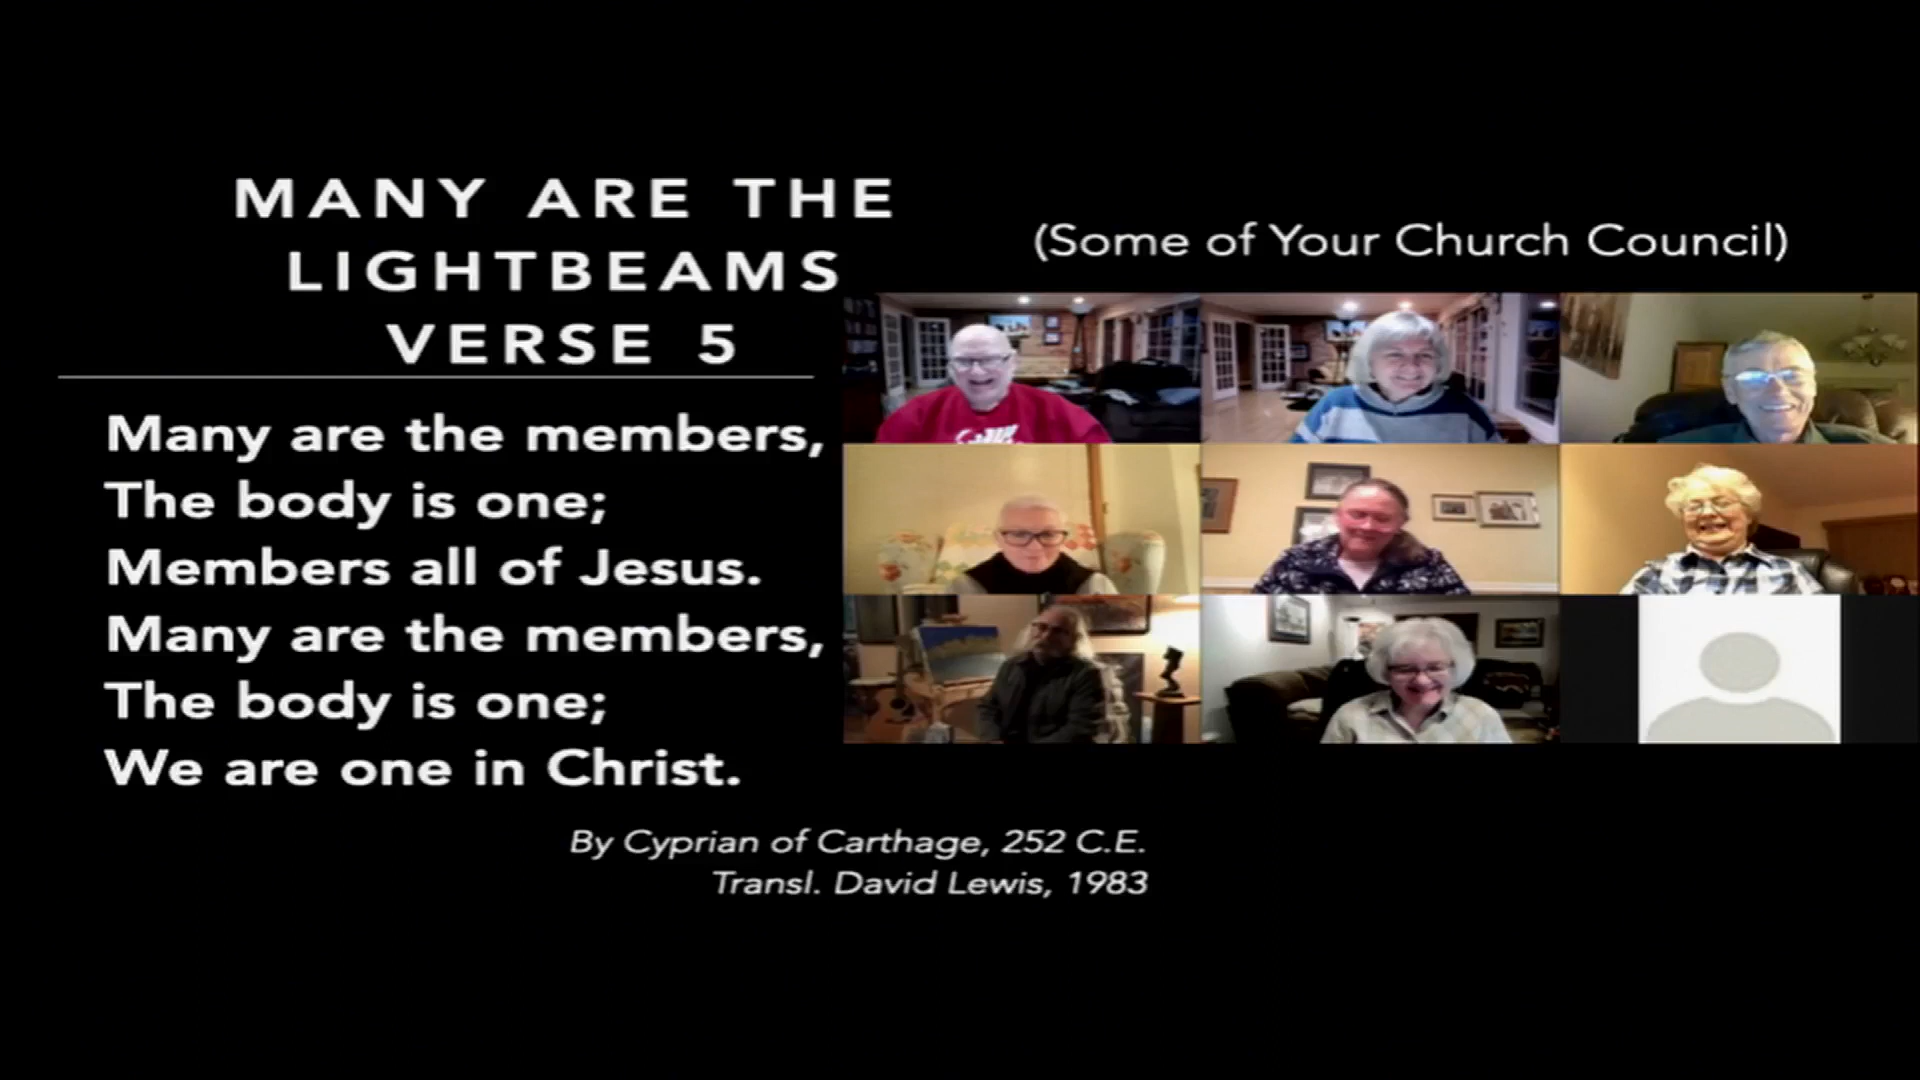 MANY ARE THE
LIGHTBEAMS
VERSE 5
(Some of Your Church Council)
Many are the members,
The body is one;
Members all of Jesus.
Many are the members,
The body is one;
We are one in Christ.
By Cyprian of Carthage, 252 C.E.
Transl. David Lewis, 1983